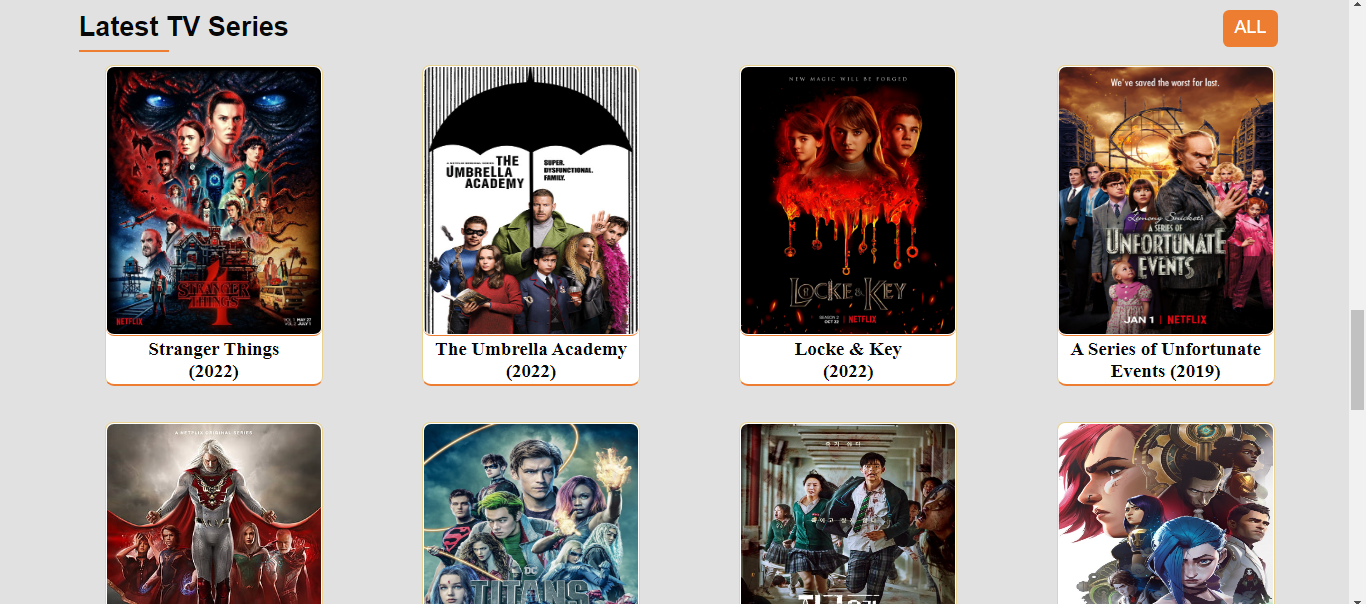 Latest TV Series
ALL
NEW MAGIC WILL BE FORGED
We've saved the worst for last.
THE
UMBRELLA
ACADEMY
SUPER.
DYSFUNCTIONAL.
FAMILY.
Lemony Snicket's
A SERIES OF
UNFORTUNATE
EVENTS
STRANGER
THINGS
4
LOCKE & KEY
NETFLIX
VOL 1 MAY 27
VOL 2 JULY 1
SEASON 2
OCT 22 | NETFLIX
JAN 1 | NETFLIX
Stranger Things
(2022)
The Umbrella Academy
(2022)
Locke & Key
(2022)
A Series of Unfortunate
Events (2019)
A NETFLIX ORIGINAL SERIES
DC
TITANS